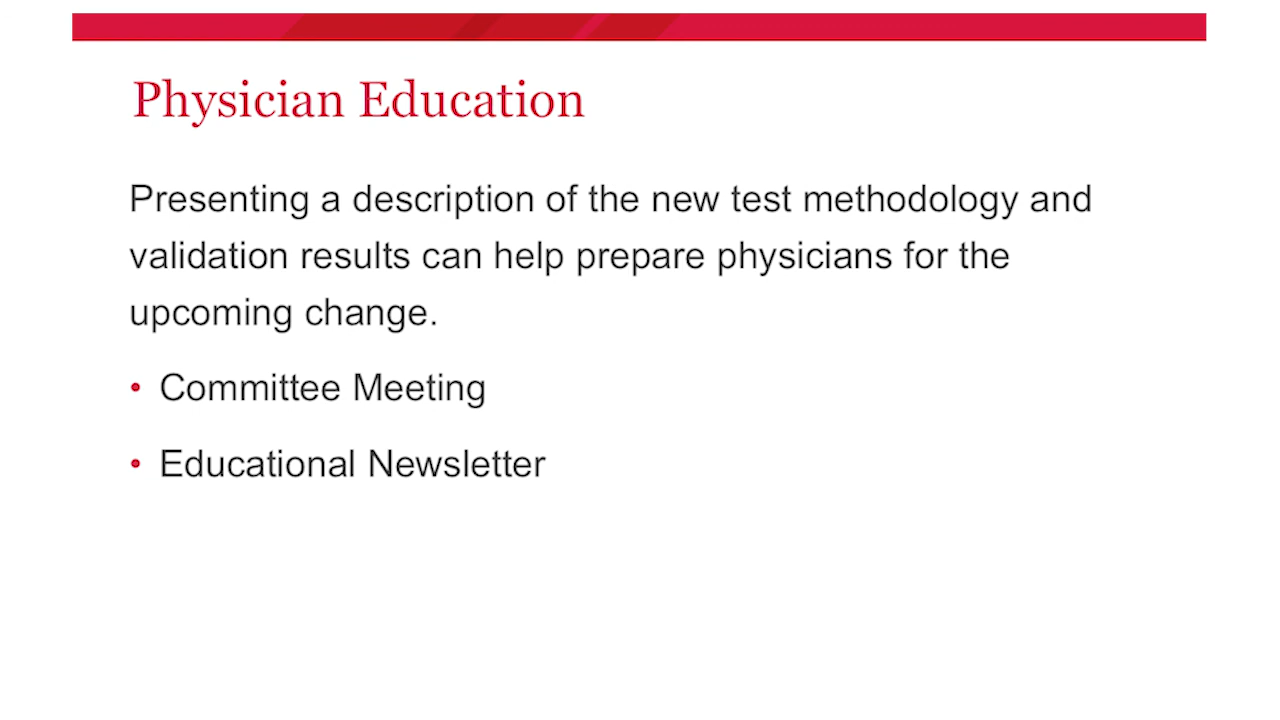 Physician Education
Presenting a description of the new test methodology and
validation results can help prepare physicians for the
upcoming change.
• Committee Meeting
• Educational Newsletter